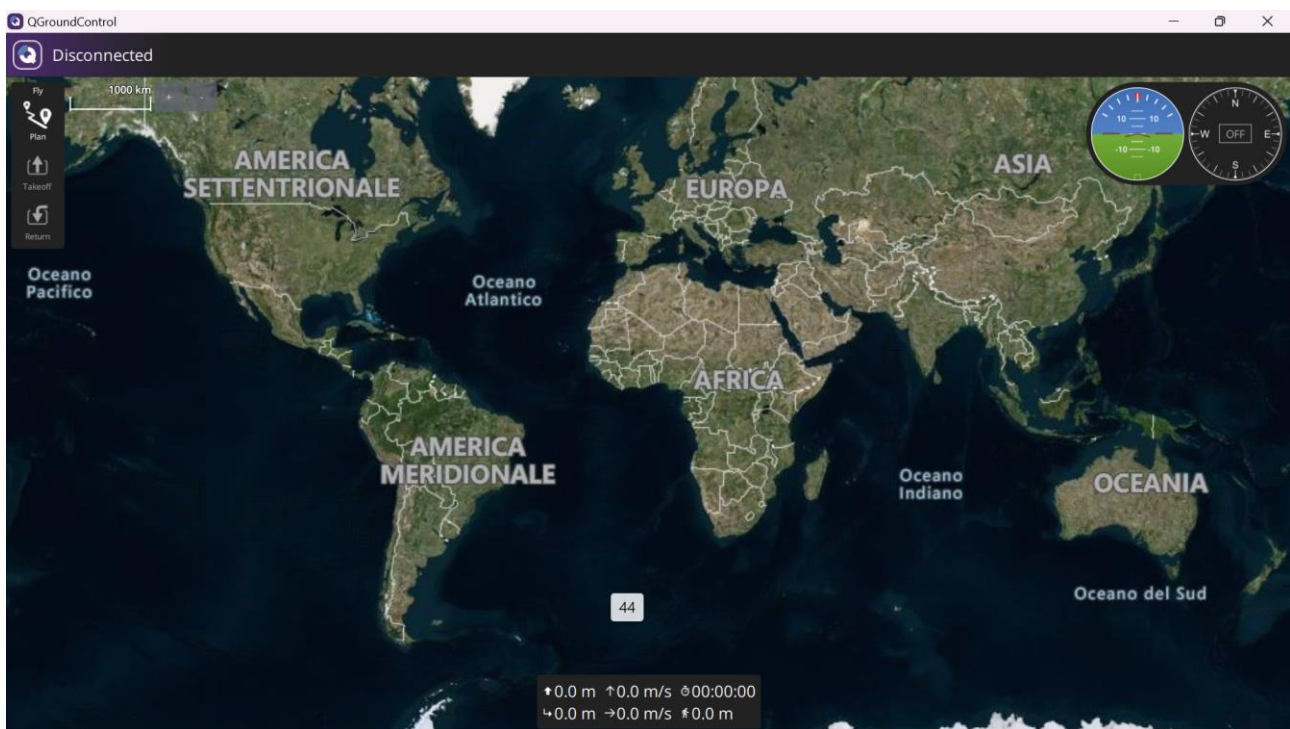 QGroundControl
Disconnected
Fly
Plan
Takeoff
Return
1000 km
10 10
-10 -10
N
W OFF E
S
AMERICA
SETTENTRIONALE
EUROPA
ASIA
Oceano
Pacifico
Oceano
Atlantico
AFRICA
AMERICA
MERIDIONALE
Oceano
Indiano
OCEANIA
Oceano del Sud
44
0.0 m 0.0 m/s 00:00:00
0.0 m 0.0 m/s 0.0 m